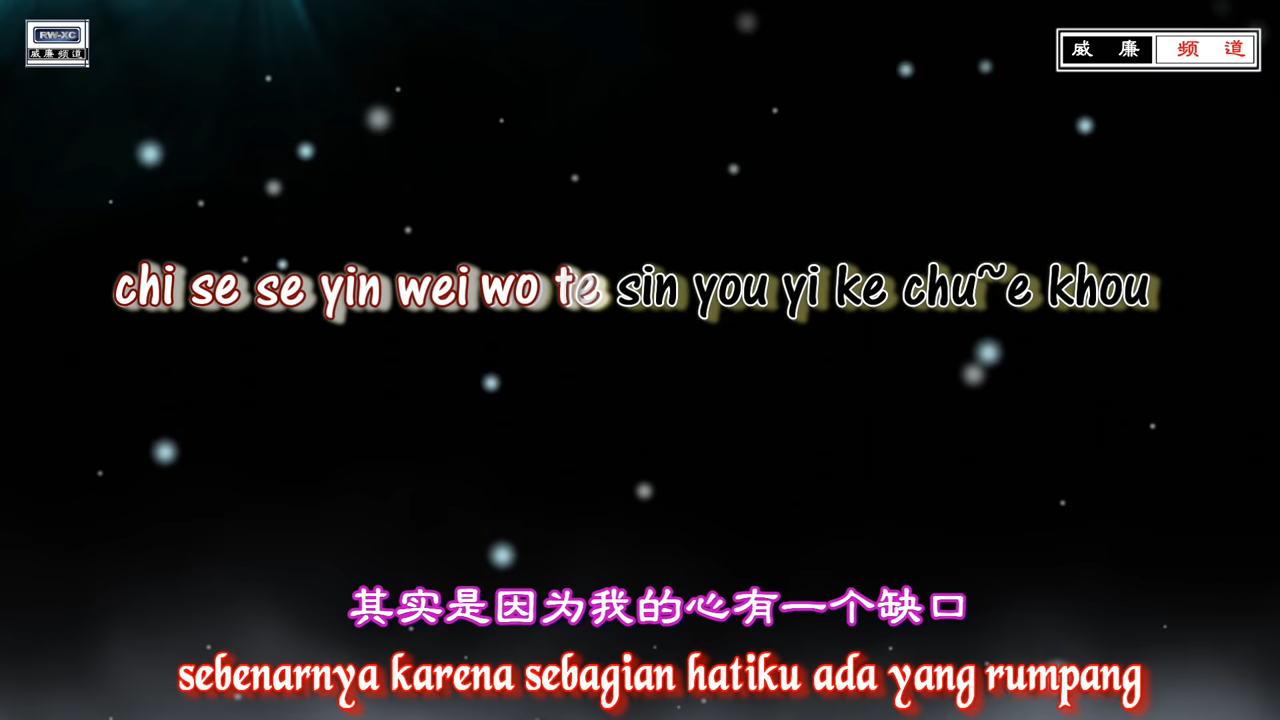 RW-XC
威廉频道
威廉 频道
chi se se yin wei wo te sin you yi ke chu~e khou
其实是因为我的心有一个缺口
sebenarnya karena sebagian hatiku ada yang rumpang